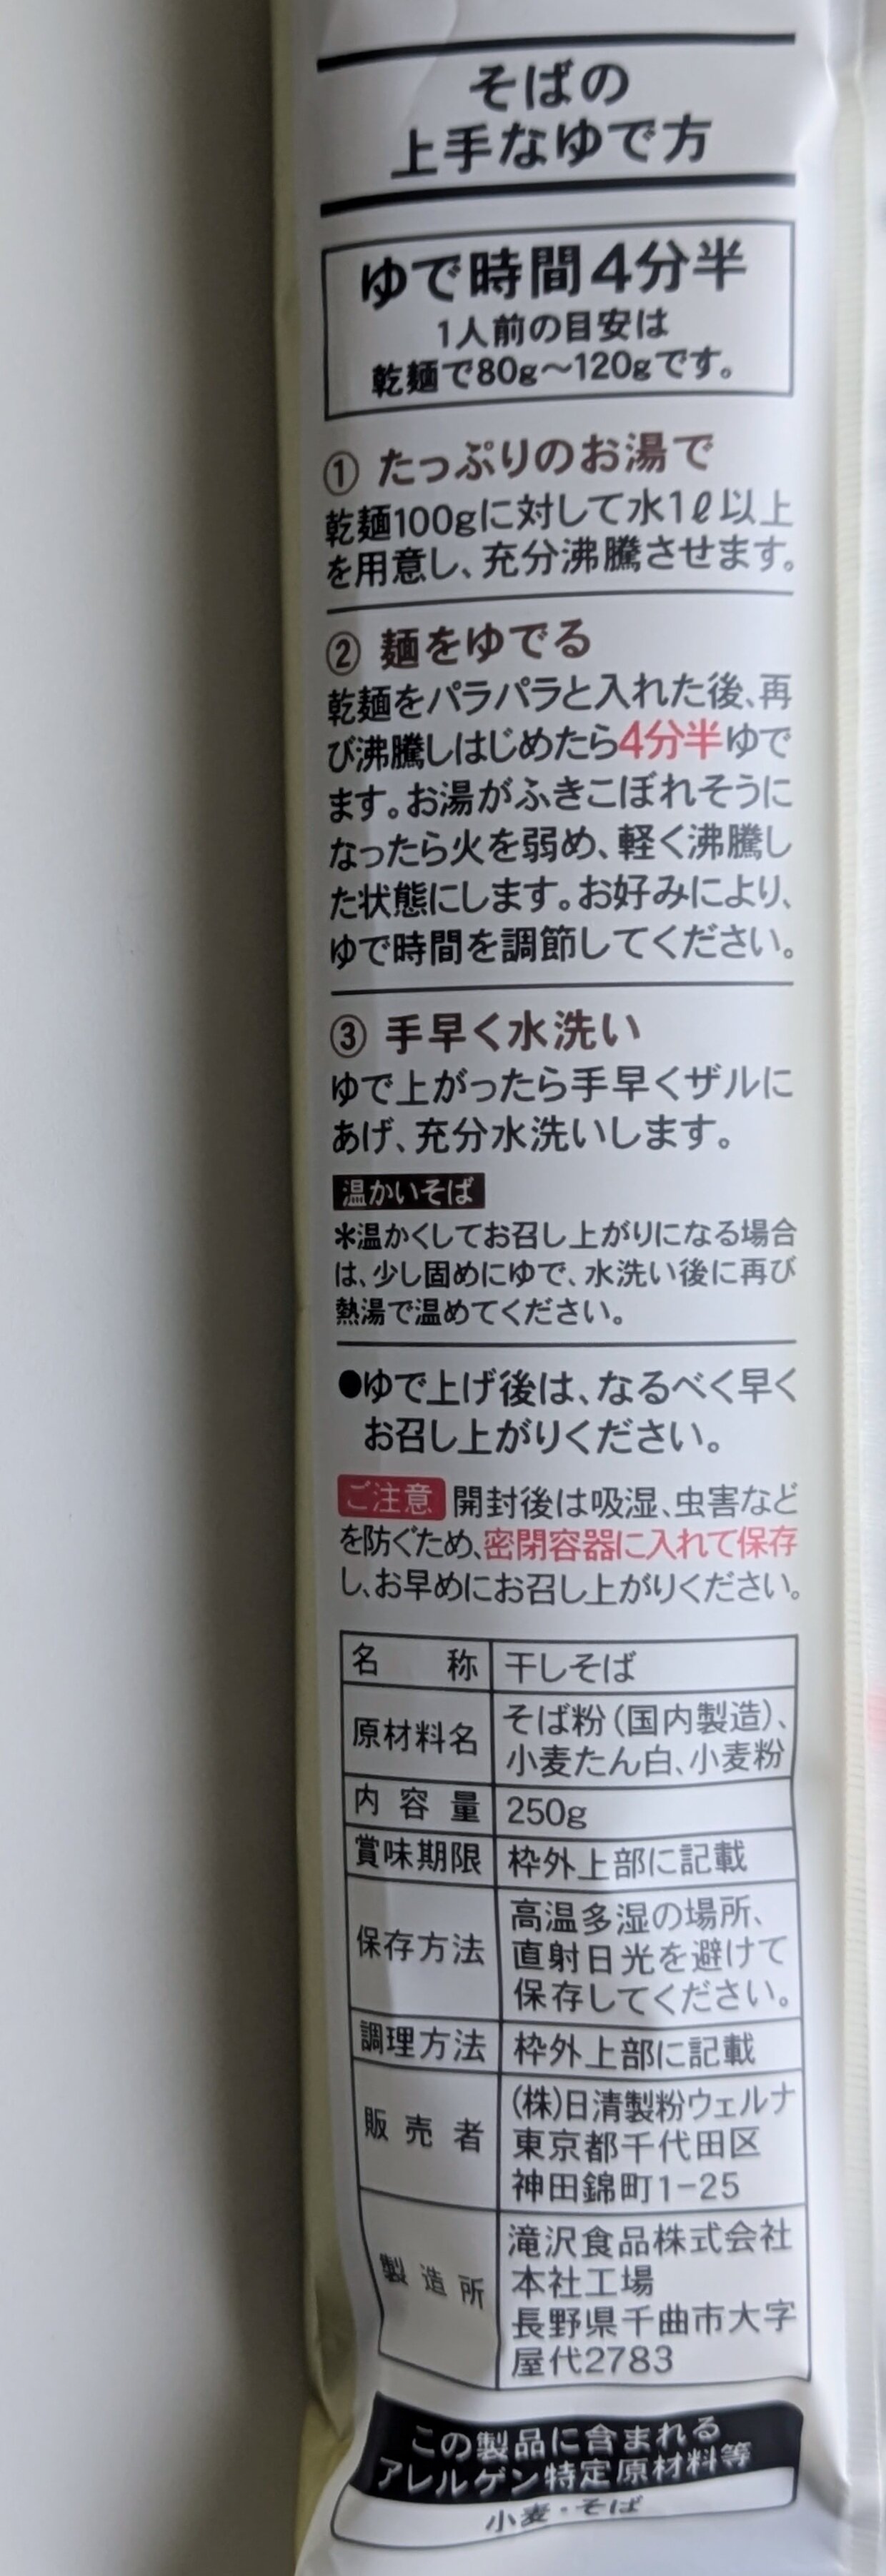 そばの
上手なゆで方
ゆで時間4分半
1人前の目安は
乾麺で80g～120gです。
① たっぷりのお湯で
乾麺100gに対して水1ℓ以上
を用意し、充分沸騰させます。
② 麺をゆでる
乾麺をパラパラと入れた後、再
び沸騰しはじめたら4分半ゆで
ます。お湯がふきこぼれそうに
なったら火を弱め、軽く沸騰し
た状態にします。お好みにより、
ゆで時間を調節してください。
③ 手早く水洗い
ゆで上がったら手早くザルに
あげ、充分水洗いします。
温かいそば
＊温かくしてお召し上がりになる場合
は、少し固めにゆで、水洗い後に再び
熱湯で温めてください。
●ゆで上げ後は、なるべく早く
お召し上がりください。
ご注意 開封後は吸湿、虫害など
を防ぐため、密閉容器に入れて保存
し、お早めにお召し上がりください。
名称 干しそば
原材料名 そば粉(国内製造)、
小麦たん白、小麦粉
内容量 250g
賞味期限 枠外上部に記載
保存方法 高温多湿の場所、
直射日光を避けて
保存してください。
調理方法 枠外上部に記載
販売者 (株)日清製粉ウェルナ
東京都千代田区
神田錦町1-25
製造所 滝沢食品株式会社
本社工場
長野県千曲市大字
屋代2783
この製品に含まれる
アレルゲン特定原材料等
小麦・そば